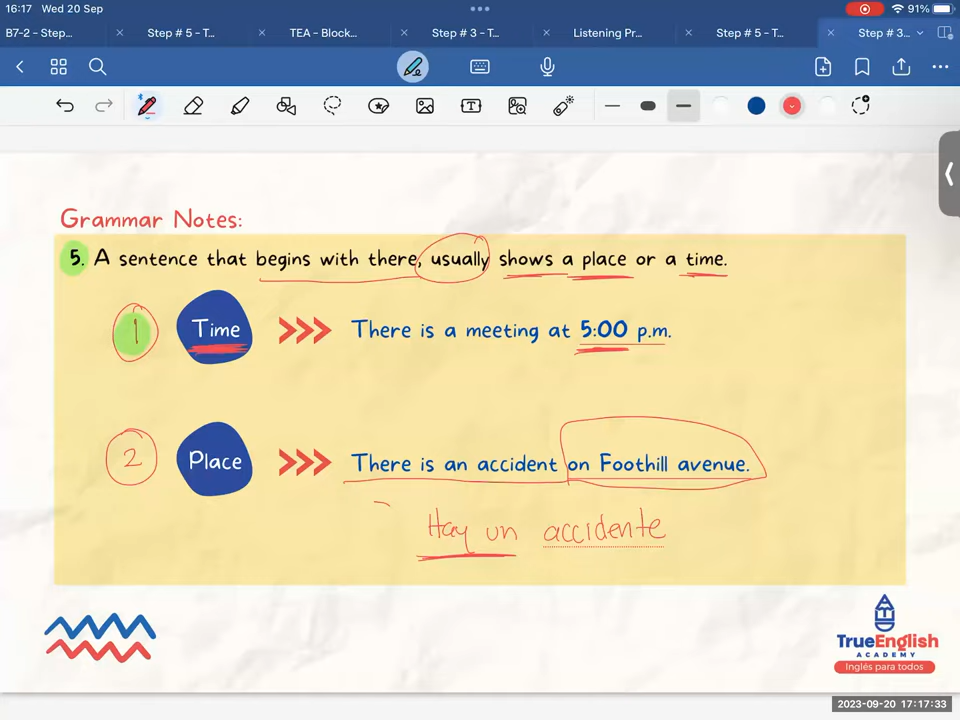 16:17 Wed 20 Sep
91%
B7-2 - Step...
Step # 5 - T...
TEA - Block...
Step # 3 - T...
Listening Pr...
Step # 5 - T...
Step # 3...
Grammar Notes:
5. A sentence that begins with there, usually shows a place or a time.
1 Time >>> There is a meeting at 5:00 p.m.
2 Place >>> There is an accident on Foothill avenue.
Hay un accidente
TrueEnglish
ACADEMY
Inglés para todos
2023-09-20 17:17:33